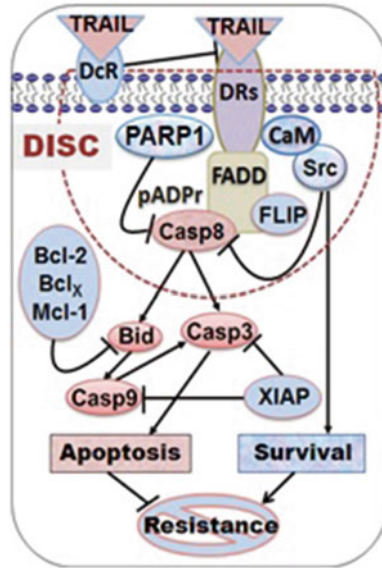 TRAIL
TRAIL
DcR
DRs
DISC
PARP1
CaM
Src
FADD
pADPr
FLIP
Casp8
Bcl-2
Bclx
Mcl-1
Bid
Casp3
Casp9
XIAP
Apoptosis
Survival
Resistance